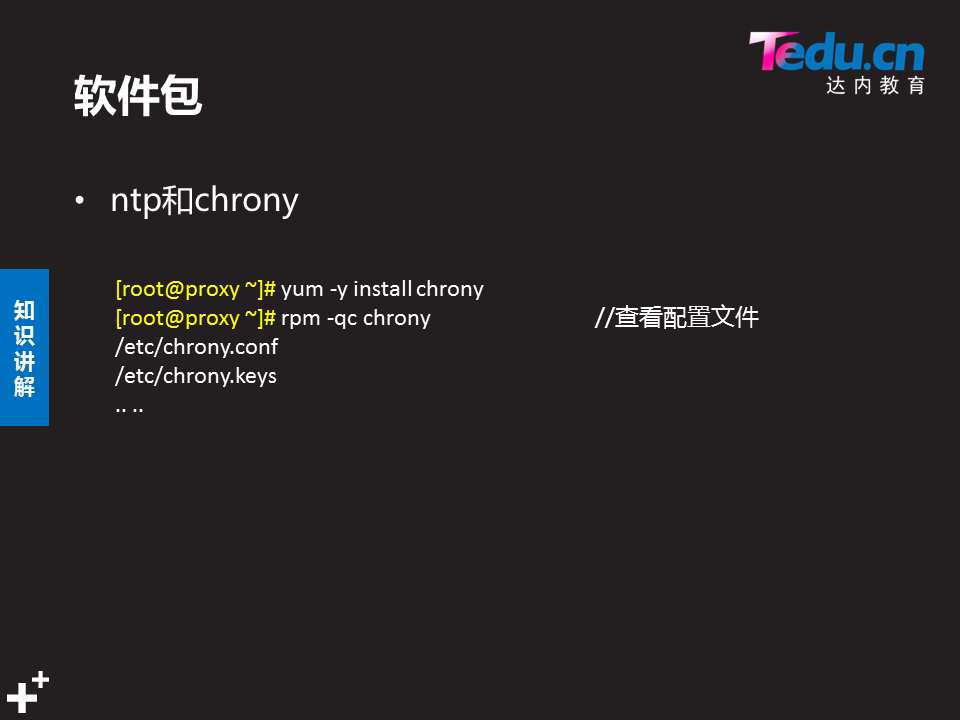 Tedu.cn
达内教育
软件包
• ntp和chrony
知识讲解
[root@proxy ~]# yum -y install chrony
[root@proxy ~]# rpm -qc chrony //查看配置文件
/etc/chrony.conf
/etc/chrony.keys
.. ..